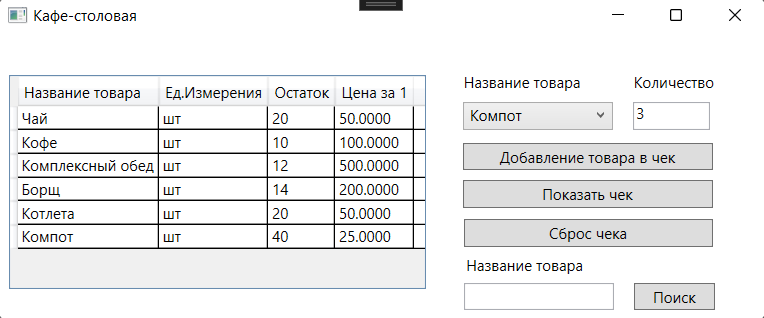 Кафе-столовая
Название товара Ед.Измерения Остаток Цена за 1
Чай шт 20 50.0000
Кофе шт 10 100.0000
Комплексный обед шт 12 500.0000
Борщ шт 14 200.0000
Котлета шт 20 50.0000
Компот шт 40 25.0000
Название товара Количество
Компот 3
Добавление товара в чек
Показать чек
Сброс чека
Название товара
Поиск